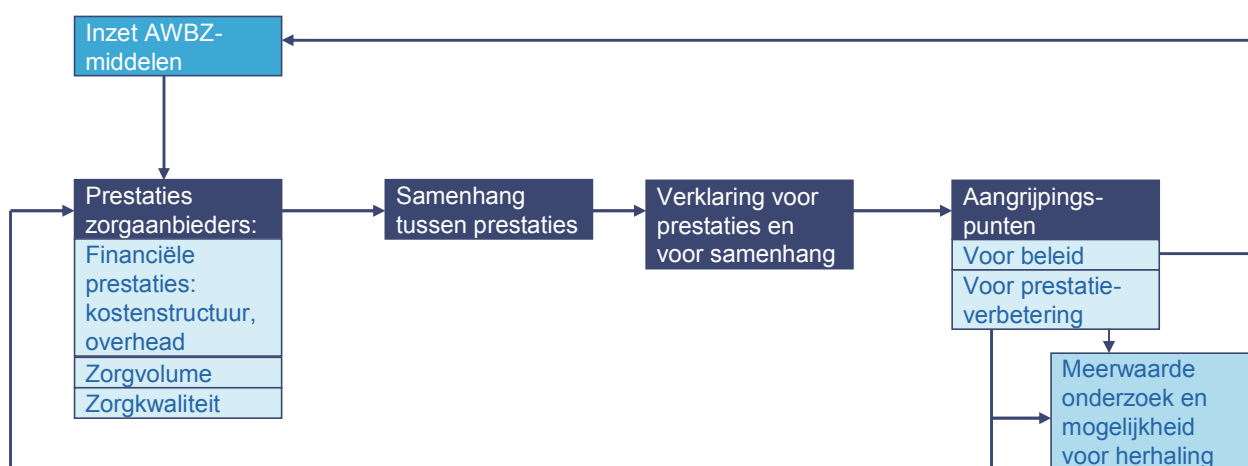 Inzet AWBZ-
middelen
Prestaties
zorgaanbieders:
Financiële
prestaties:
kostenstructuur,
overhead
Zorgvolume
Zorgkwaliteit
Samenhang
tussen prestaties
Verklaring voor
prestaties en
voor samenhang
Aangrijpings-
punten
Voor beleid
Voor prestatie-
verbetering
Meerwaarde
onderzoek en
mogelijkheid
voor herhaling